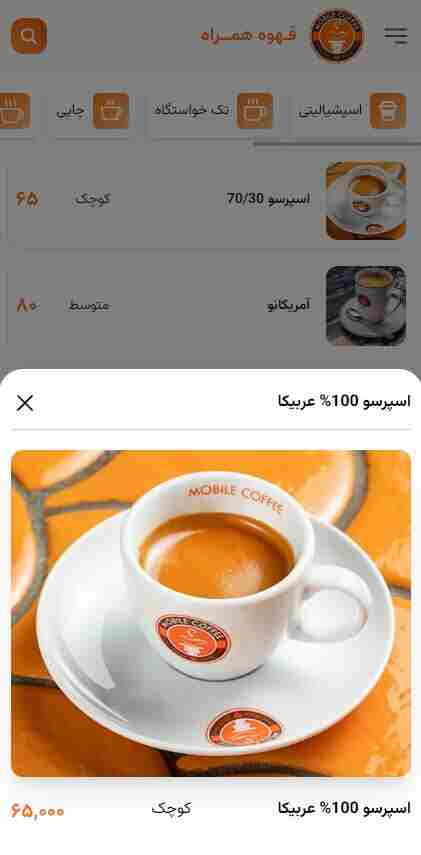 قهوه همراه
MOBILE COFFEE
اسپشیالیتی
تک خواستگاه
چایی
اسپرسو 70/30
کوچک
۶۵
آمریکانو
متوسط
۸۰
اسپرسو 100% عربیکا
MOBILE COFFEE
MOBILE COFFEE
اسپرسو 100% عربیکا
کوچک
۶۵,۰۰۰